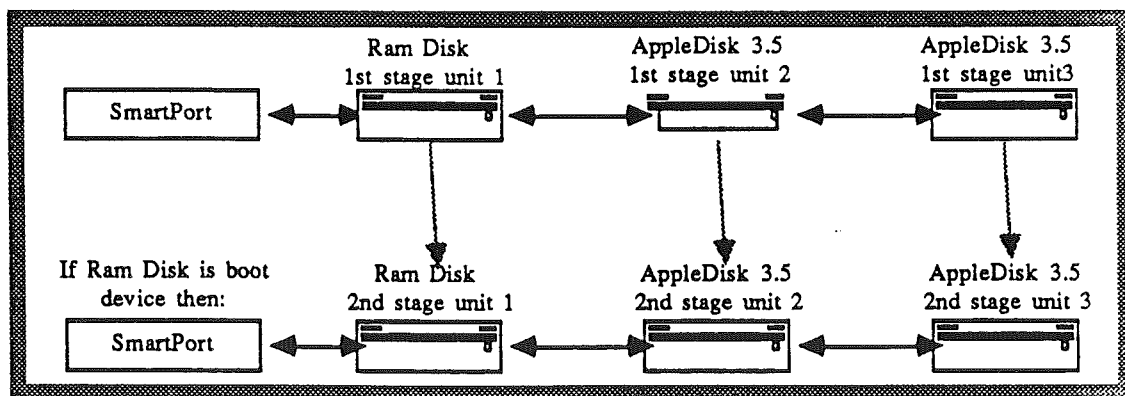 Ram Disk
1st stage unit 1
AppleDisk 3.5
1st stage unit 2
AppleDisk 3.5
1st stage unit3
SmartPort
If Ram Disk is boot
device then:
Ram Disk
2nd stage unit 1
AppleDisk 3.5
2nd stage unit 2
AppleDisk 3.5
2nd stage unit 3
SmartPort